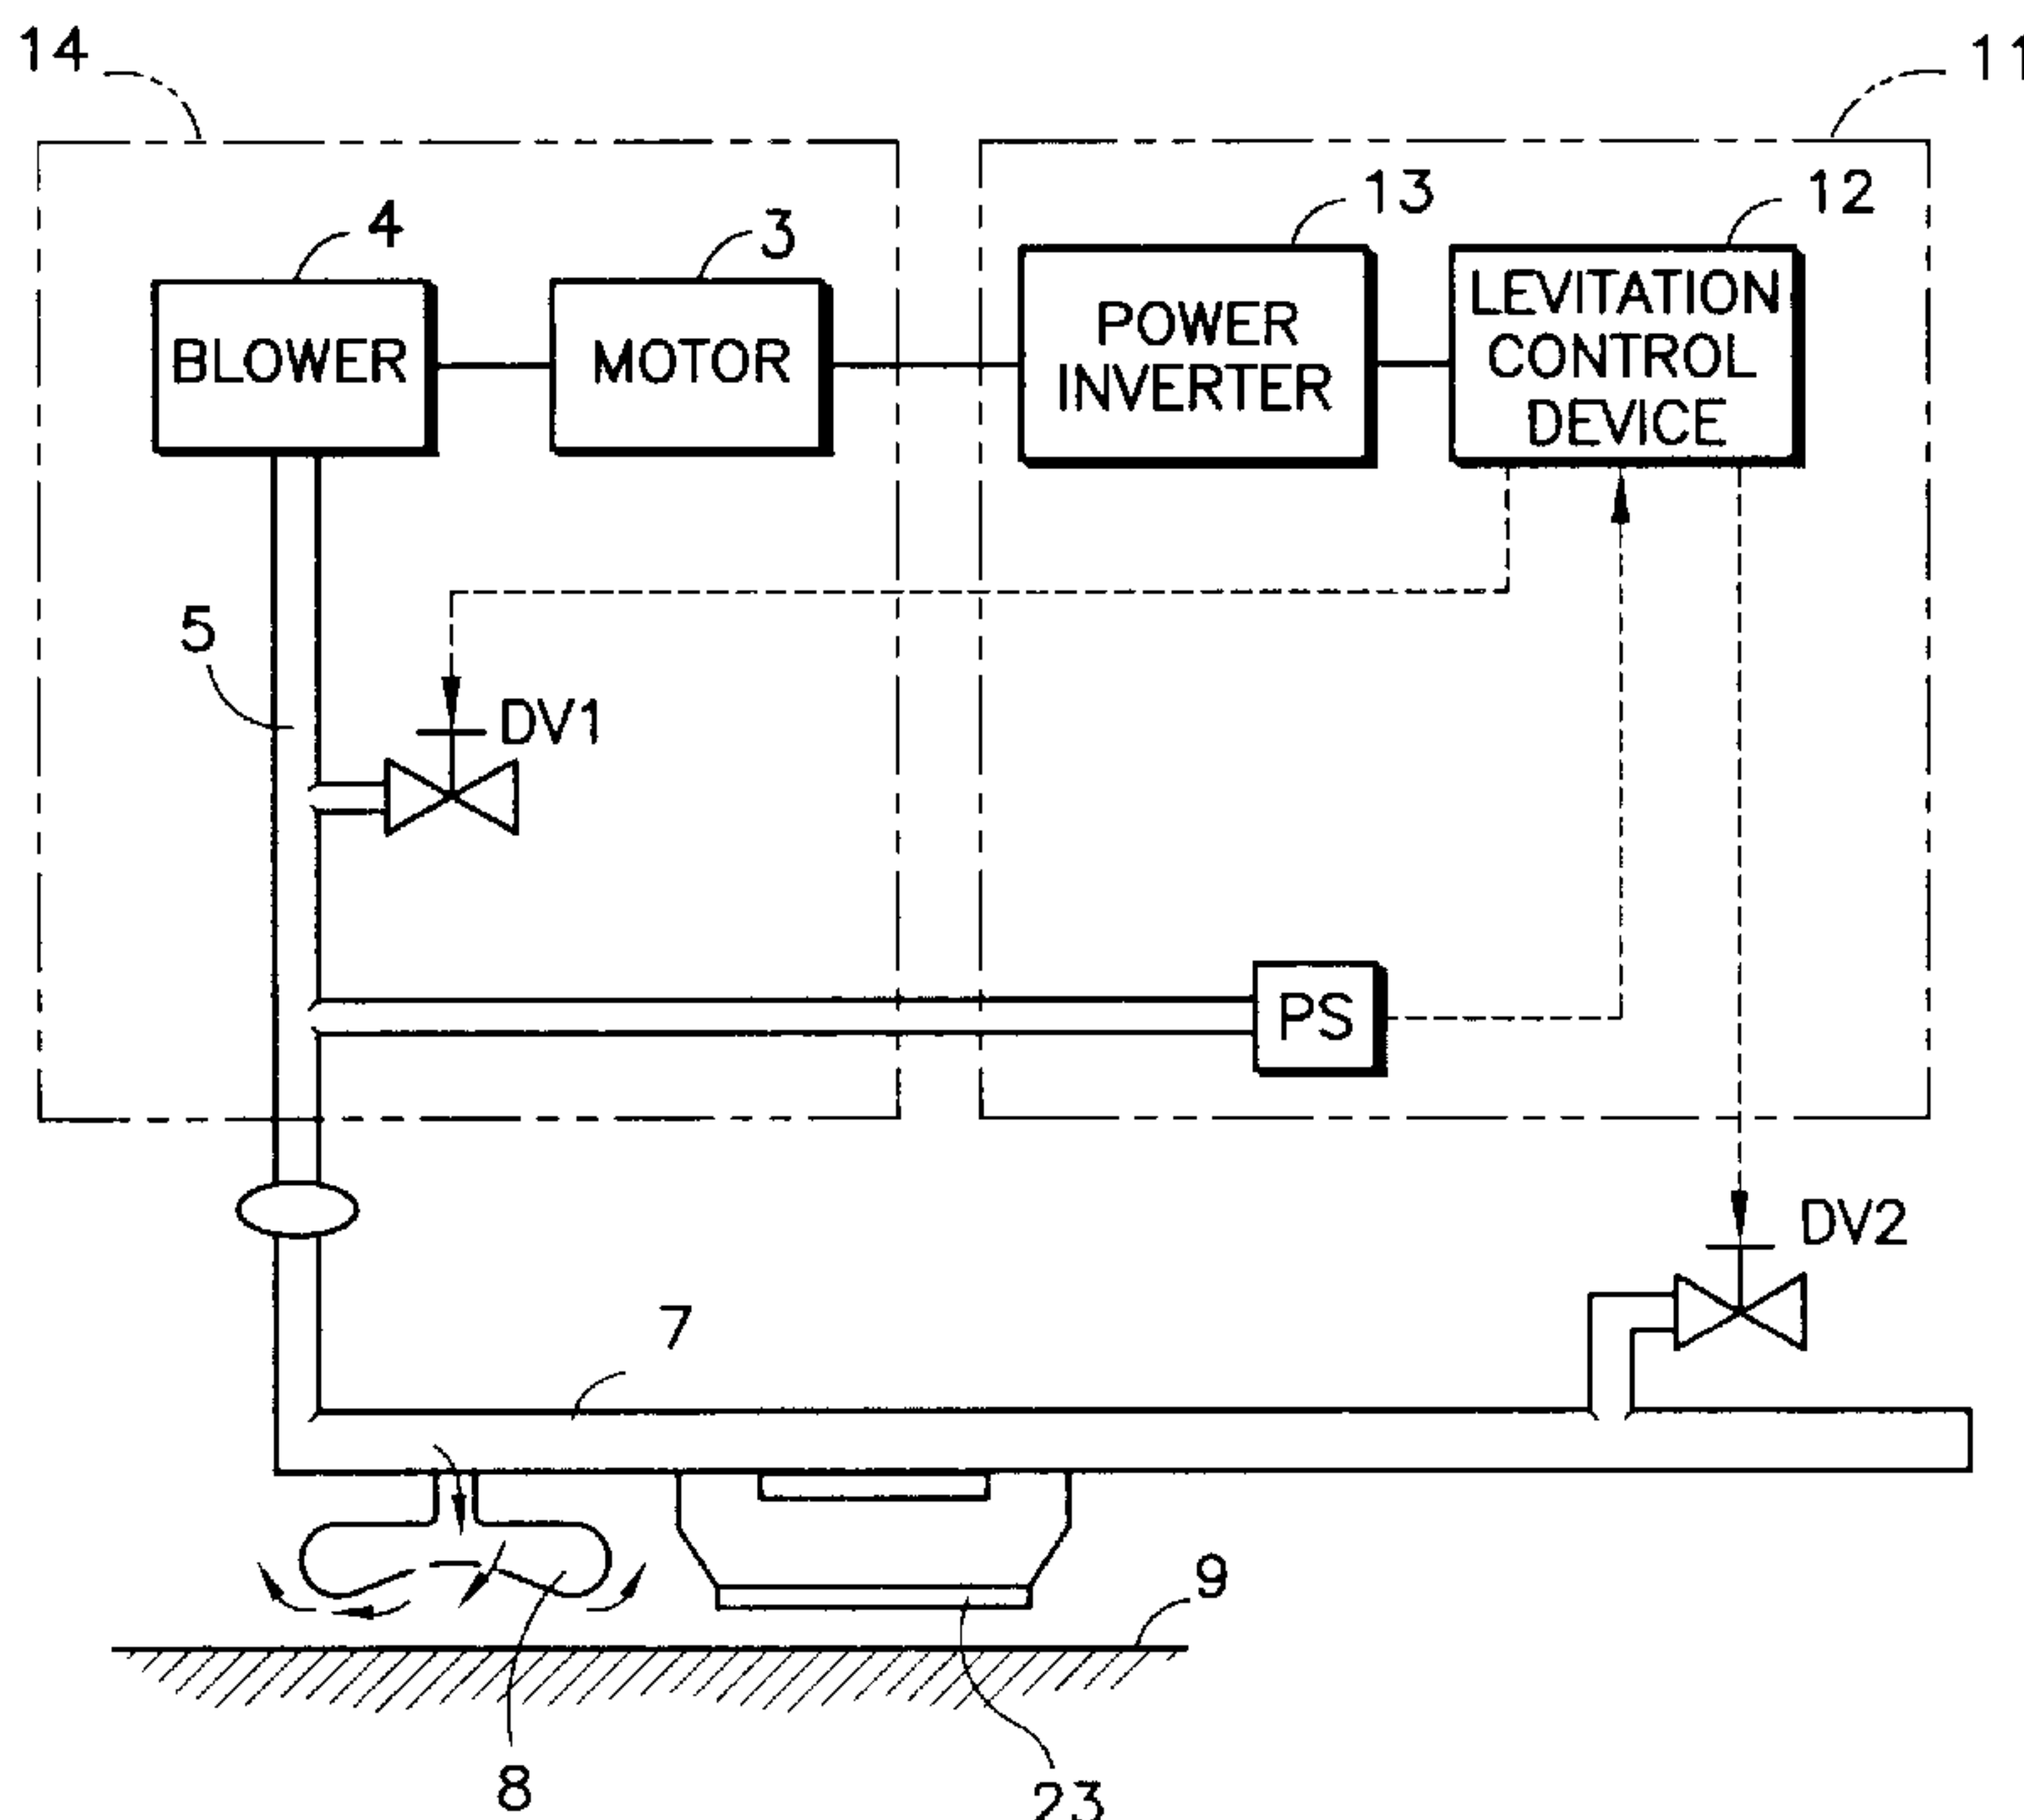 14
11
4
3
13
12
BLOWER
MOTOR
POWER
INVERTER
LEVITATION
CONTROL
DEVICE
5
DV1
PS
DV2
7
9
8
23